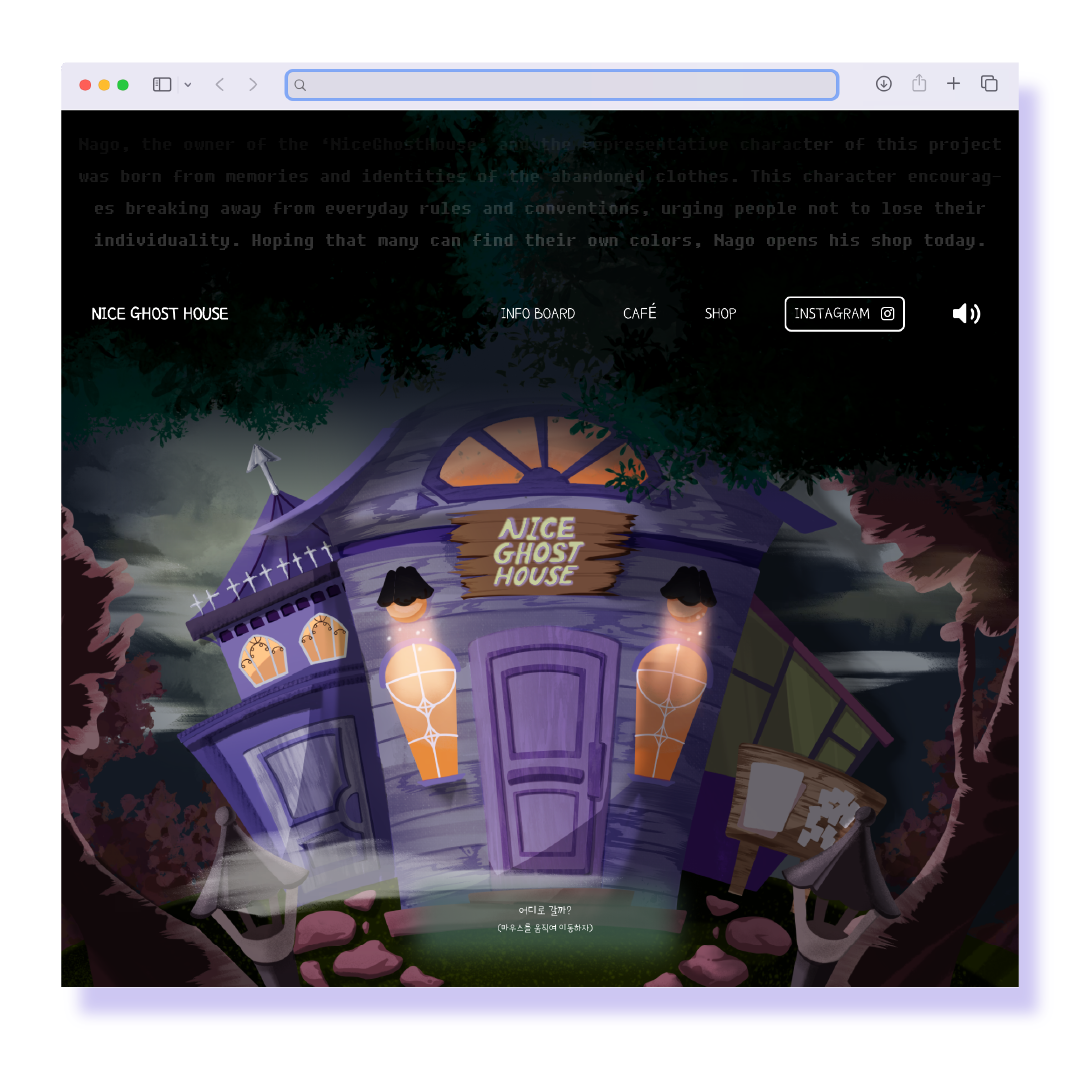 Nago, the owner of the 'NiceGhostHouse' and the representative character of this project
was born from memories and identities of the abandoned clothes. This character encourag-
es breaking away from everyday rules and conventions, urging people not to lose their
individuality. Hoping that many can find their own colors, Nago opens his shop today.
NICE GHOST HOUSE INFO BOARD CAFÉ SHOP INSTAGRAM
NICE
GHOST
HOUSE
어디로 갈까?
(마우스를 움직여 이동하자)